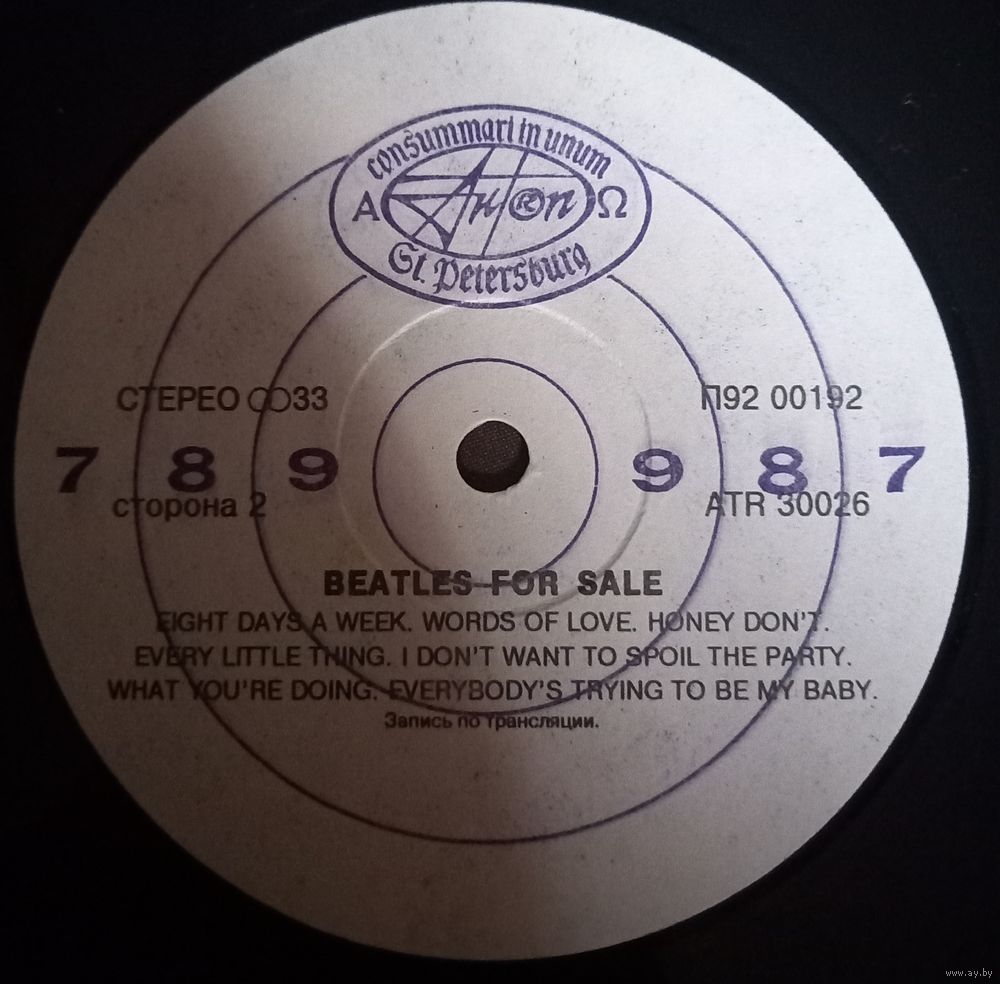 consummari in unum
Α АнтоR Ω
St. Petersburg
СТЕРЕО 33
П92 00192
7 8 9 9 8 7
сторона 2
ATR 30026
BEATLES FOR SALE
EIGHT DAYS A WEEK. WORDS OF LOVE. HONEY DON'T.
EVERY LITTLE THING. I DON'T WANT TO SPOIL THE PARTY.
WHAT YOU'RE DOING. EVERYBODY'S TRYING TO BE MY BABY.
Запись по трансляции.
www.ay.by